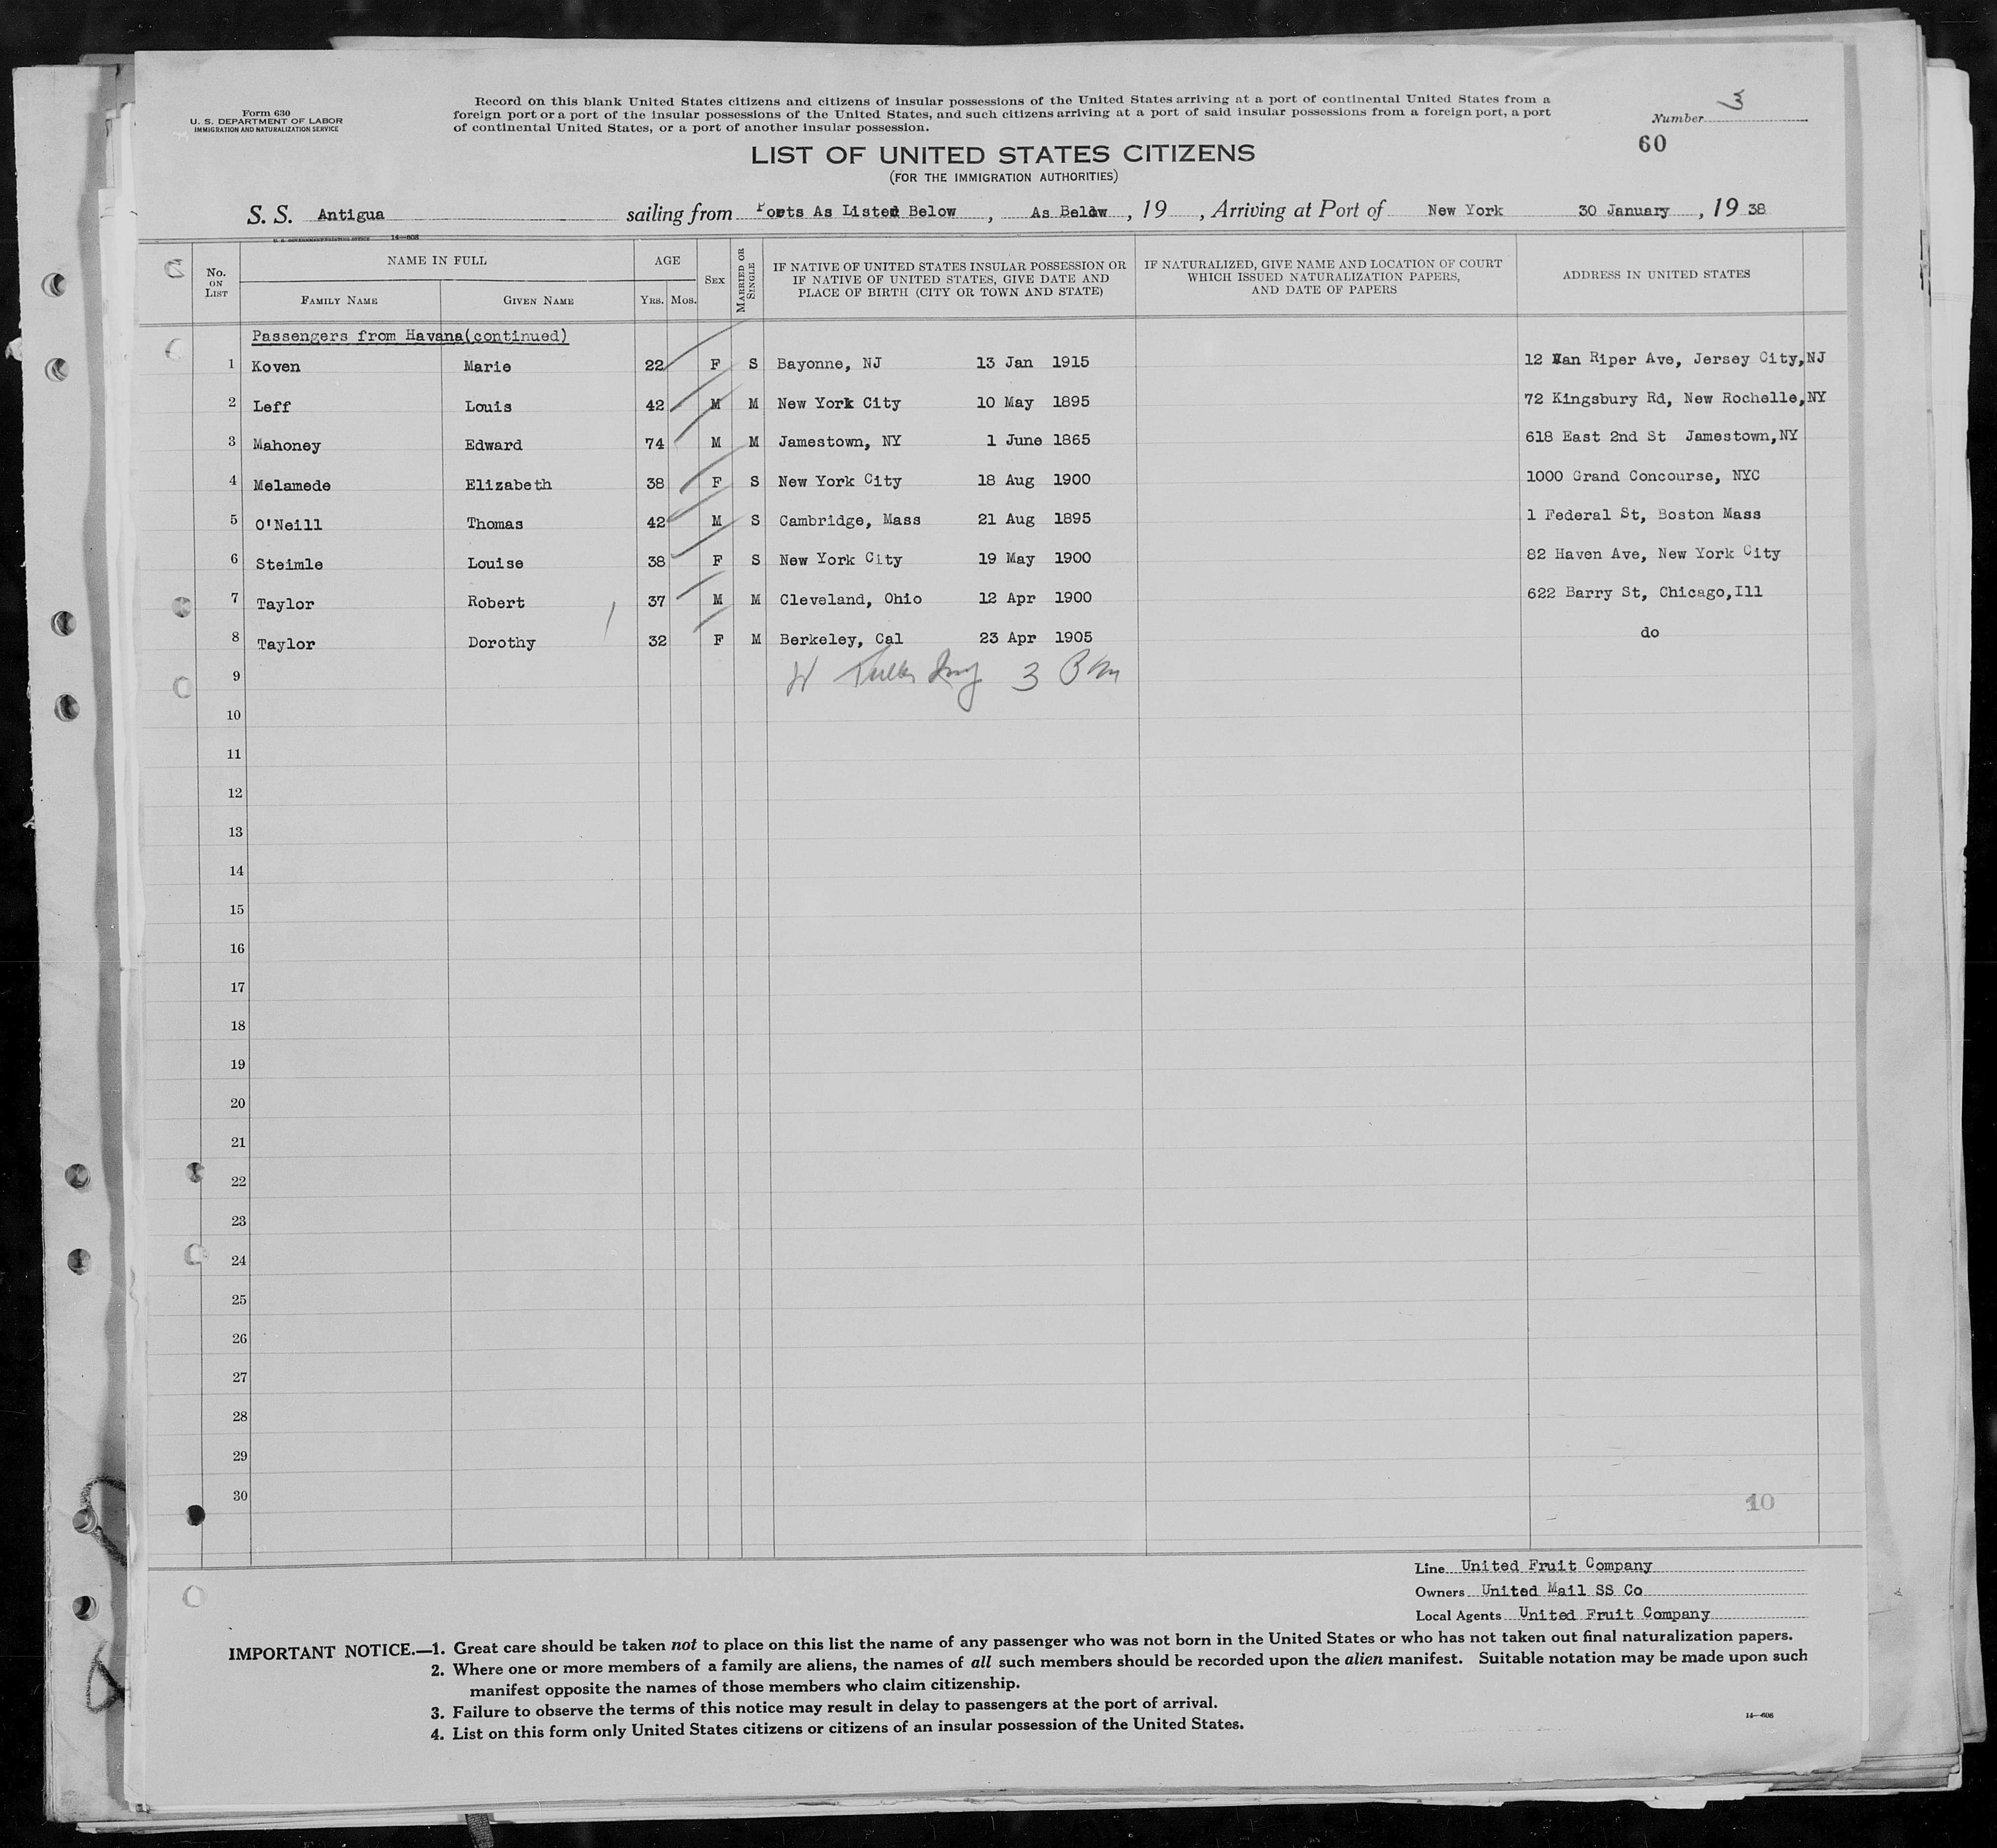 Form 630
U. S. DEPARTMENT OF LABOR
IMMIGRATION AND NATURALIZATION SERVICE
Record on this blank United States citizens and citizens of insular possessions of the United States arriving at a port of continental United States from a
foreign port or a port of the insular possessions of the United States, and such citizens arriving at a port of said insular possessions from a foreign port, a port
of continental United States, or a port of another insular possession.
Number 3
60
LIST OF UNITED STATES CITIZENS
(FOR THE IMMIGRATION AUTHORITIES)
S. S. Antigua sailing from Ports As Listed Below , As Below , 19 , Arriving at Port of New York 30 January , 19 38
U. S. GOVERNMENT PRINTING OFFICE 14—608
No. ON LIST
NAME IN FULL
FAMILY NAME GIVEN NAME
AGE
YRS. MOS.
SEX
MARRIED OR SINGLE
IF NATIVE OF UNITED STATES INSULAR POSSESSION OR
IF NATIVE OF UNITED STATES, GIVE DATE AND
PLACE OF BIRTH (CITY OR TOWN AND STATE)
IF NATURALIZED, GIVE NAME AND LOCATION OF COURT
WHICH ISSUED NATURALIZATION PAPERS,
AND DATE OF PAPERS
ADDRESS IN UNITED STATES
Passengers from Havana(continued)
1 Koven Marie 22 F S Bayonne, NJ 13 Jan 1915 12 Van Riper Ave, Jersey City,NJ
2 Leff Louis 42 M M New York City 10 May 1895 72 Kingsbury Rd, New Rochelle,NY
3 Mahoney Edward 74 M M Jamestown, NY 1 June 1865 618 East 2nd St Jamestown,NY
4 Melamede Elizabeth 38 F S New York City 18 Aug 1900 1000 Grand Concourse, NYC
5 O'Neill Thomas 42 M S Cambridge, Mass 21 Aug 1895 1 Federal St, Boston Mass
6 Steimle Louise 38 F S New York City 19 May 1900 82 Haven Ave, New York City
7 Taylor Robert 37 M M Cleveland, Ohio 12 Apr 1900 622 Barry St, Chicago,Ill
8 Taylor Dorothy 32 F M Berkeley, Cal 23 Apr 1905 do
9 3
10
11
12
13
14
15
16
17
18
19
20
21
22
23
24
25
26
27
28
29
30
10
Line United Fruit Company
Owners United Mail SS Co
Local Agents United Fruit Company
IMPORTANT NOTICE.—1. Great care should be taken not to place on this list the name of any passenger who was not born in the United States or who has not taken out final naturalization papers.
2. Where one or more members of a family are aliens, the names of all such members should be recorded upon the alien manifest. Suitable notation may be made upon such
manifest opposite the names of those members who claim citizenship.
3. Failure to observe the terms of this notice may result in delay to passengers at the port of arrival.
4. List on this form only United States citizens or citizens of an insular possession of the United States.
14—608